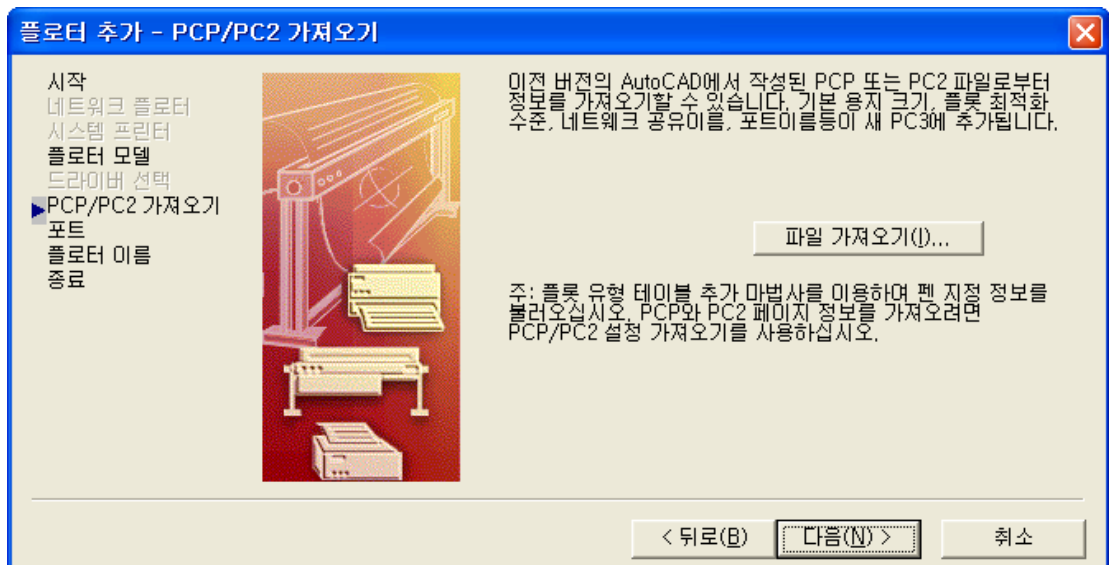 플로터 추가 - PCP/PC2 가져오기
시작
네트워크 플로터
시스템 프린터
플로터 모델
드라이버 선택
PCP/PC2 가져오기
포트
플로터 이름
종료
이전 버전의 AutoCAD에서 작성된 PCP 또는 PC2 파일로부터
정보를 가져오기할 수 있습니다. 기본 용지 크기, 플롯 최적화
수준, 네트워크 공유이름, 포트이름등이 새 PC3에 추가됩니다.
파일 가져오기(I)...
주: 플롯 유형 테이블 추가 마법사를 이용하여 펜 지정 정보를
불러오십시오. PCP와 PC2 페이지 정보를 가져오려면
PCP/PC2 설정 가져오기를 사용하십시오.
< 뒤로(B)
다음(N) >
취소